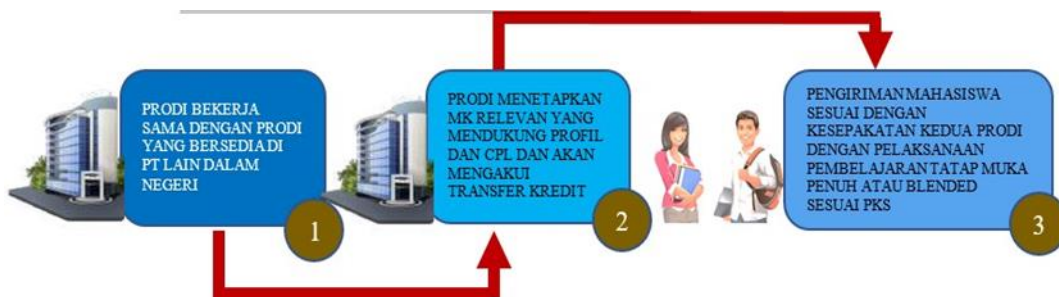 PRODI BEKERJA
SAMA DENGAN PRODI
YANG BERSEDIA DI
PT LAIN DALAM
NEGERI
1
PRODI MENETAPKAN
MK RELEVAN YANG
MENDUKUNG PROFIL
DAN CPL DAN AKAN
MENGAKUI
TRANSFER KREDIT
2
PENGIRIMAN MAHASISWA
SESUAI DENGAN
KESEPAKATAN KEDUA PRODI
DENGAN PELAKSANAAN
PEMBELAJARAN TATAP MUKA
PENUH ATAU BLENDED
SESUAI PKS
3